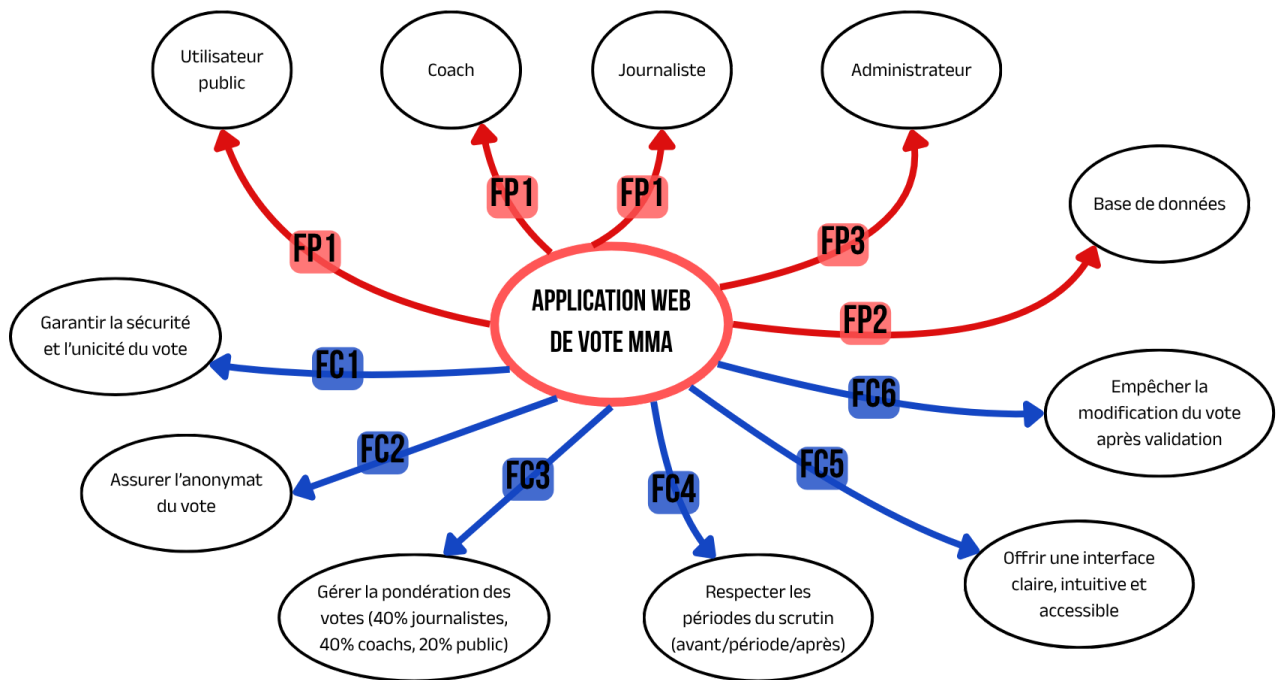 Utilisateur
public
Coach
Journaliste
Administrateur
Base de données
FP1
FP1
FP1
FP3
FP2
APPLICATION WEB
DE VOTE MMA
Garantir la sécurité
et l'unicité du vote
FC1
FC6
Empêcher la
modification du vote
après validation
FC2
FC3
FC4
FC5
Assurer l'anonymat
du vote
Gérer la pondération des
votes (40% journalistes,
40% coachs, 20% public)
Respecter les
périodes du scrutin
(avant/période/après)
Offrir une interface
claire, intuitive et
accessible